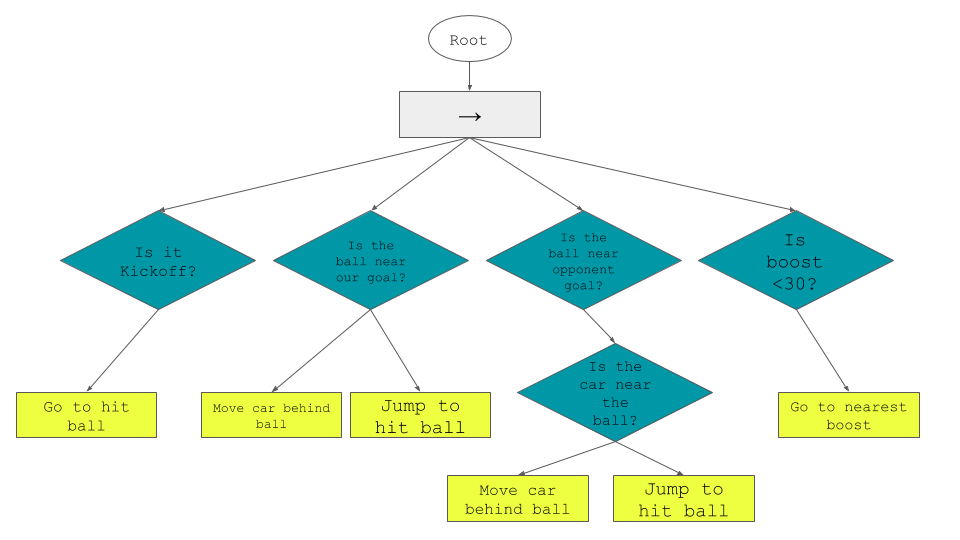 Root
→
Is it
Kickoff?
Is the
ball near
our goal?
Is the
ball near
opponent
goal?
Is
boost
<30?
Is the
car near
the
ball?
Go to hit
ball
Move car behind
ball
Jump to
hit ball
Go to nearest
boost
Move car
behind ball
Jump to
hit ball